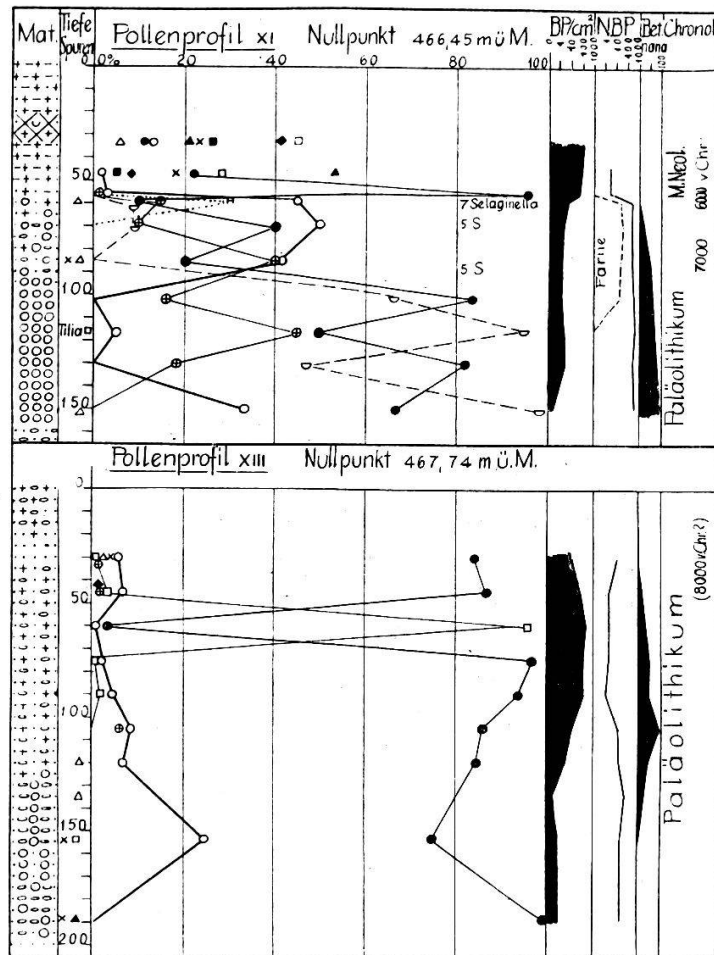 Mat. Tiefe Spuren Pollenprofil XI Nullpunkt 466,45 m ü. M. BP/cm² N.BP Bet. nana Chronol.
0 % 20 40 60 80 100
0
50
100
150
7 Selaginella
5 S
5 S
Tilia
Farne
M. Neol.
6000 v Chr.
7000
Paläolithikum
Pollenprofil XIII Nullpunkt 467,74 m ü. M.
0
50
100
150
200
Paläolithikum
(8000 v Chr.?)